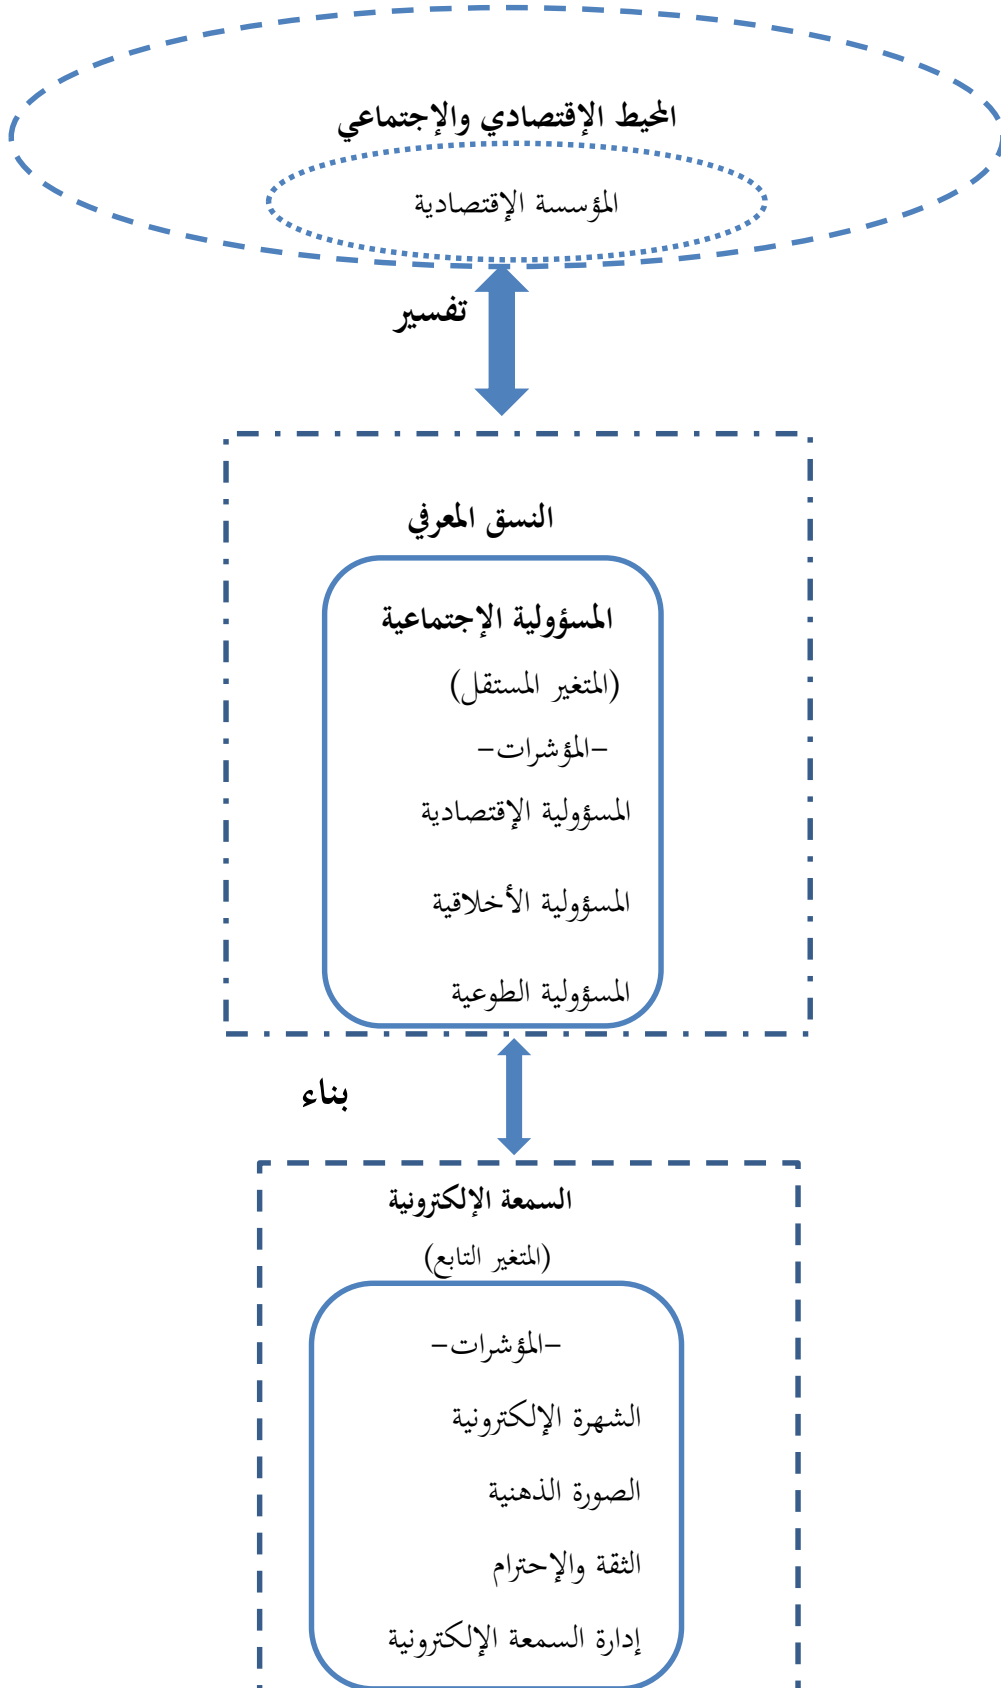 المحيط الإقتصادي والإجتماعي
المؤسسة الإقتصادية
تفسير
النسق المعرفي
المسؤولية الإجتماعية
(المتغير المستقل)
-المؤشرات-
المسؤولية الإقتصادية
المسؤولية الأخلاقية
المسؤولية الطوعية
بناء
السمعة الإلكترونية
(المتغير التابع)
-المؤشرات-
الشهرة الإلكترونية
الصورة الذهنية
الثقة والإحترام
إدارة السمعة الإلكترونية